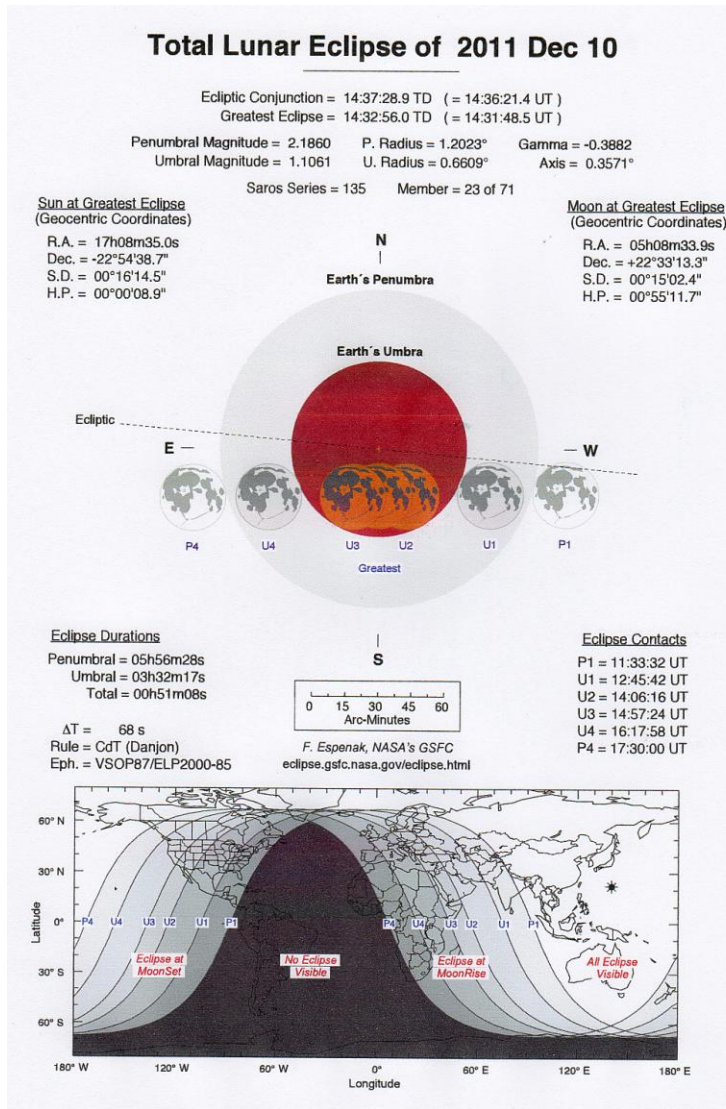 Total Lunar Eclipse of 2011 Dec 10
Ecliptic Conjunction = 14:37:28.9 TD ( = 14:36:21.4 UT )
Greatest Eclipse = 14:32:56.0 TD ( = 14:31:48.5 UT )
Penumbral Magnitude = 2.1860 P. Radius = 1.2023° Gamma = -0.3882
Umbral Magnitude = 1.1061 U. Radius = 0.6609° Axis = 0.3571°
Saros Series = 135 Member = 23 of 71
Sun at Greatest Eclipse
(Geocentric Coordinates)
R.A. = 17h08m35.0s
Dec. = -22°54'38.7"
S.D. = 00°16'14.5"
H.P. = 00°00'08.9"
Moon at Greatest Eclipse
(Geocentric Coordinates)
R.A. = 05h08m33.9s
Dec. = +22°33'13.3"
S.D. = 00°15'02.4"
H.P. = 00°55'11.7"
N
Earth´s Penumbra
Earth´s Umbra
Ecliptic
E
W
P4 U4 U3 U2 U1 P1
Greatest
S
Eclipse Durations
Penumbral = 05h56m28s
Umbral = 03h32m17s
Total = 00h51m08s
ΔT = 68 s
Rule = CdT (Danjon)
Eph. = VSOP87/ELP2000-85
0 15 30 45 60
Arc-Minutes
F. Espenak, NASA's GSFC
eclipse.gsfc.nasa.gov/eclipse.html
Eclipse Contacts
P1 = 11:33:32 UT
U1 = 12:45:42 UT
U2 = 14:06:16 UT
U3 = 14:57:24 UT
U4 = 16:17:58 UT
P4 = 17:30:00 UT
60° N
30° N
0°
30° S
60° S
Latitude
P4 U4 U3 U2 U1 P1 P4 U4 U3 U2 U1 P1
Eclipse at
MoonSet
No Eclipse
Visible
Eclipse at
MoonRise
All Eclipse
Visible
180° W 120° W 60° W 0° 60° E 120° E 180° E
Longitude